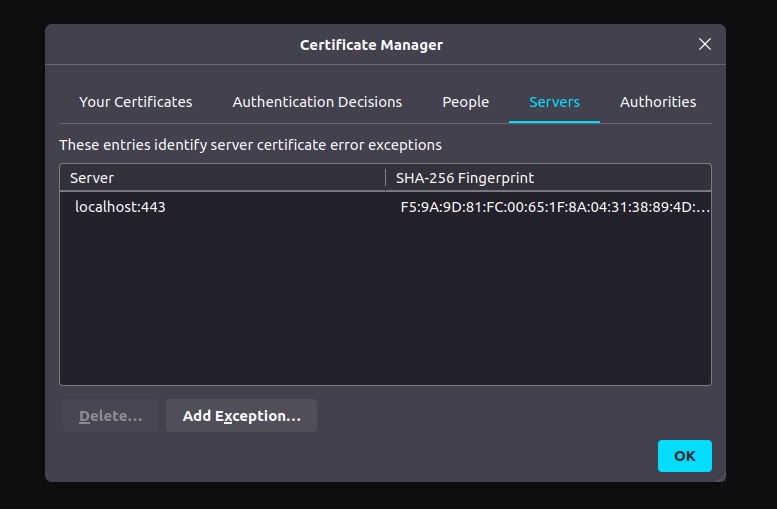 Certificate Manager
Your Certificates Authentication Decisions People Servers Authorities
These entries identify server certificate error exceptions
Server SHA-256 Fingerprint
localhost:443 F5:9A:9D:81:FC:00:65:1F:8A:04:31:38:89:4D:…
Delete… Add Exception…
OK